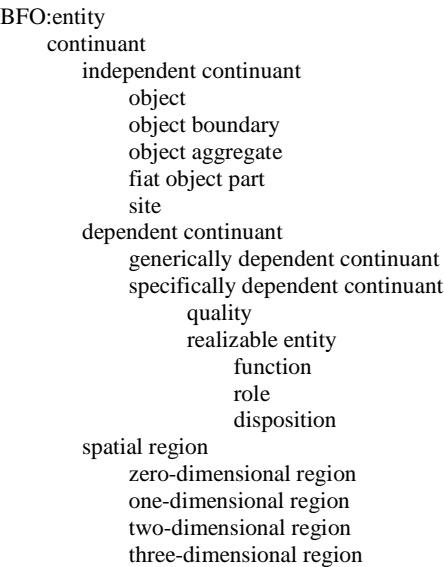 BFO:entity
continuant
independent continuant
object
object boundary
object aggregate
fiat object part
site
dependent continuant
generically dependent continuant
specifically dependent continuant
quality
realizable entity
function
role
disposition
spatial region
zero-dimensional region
one-dimensional region
two-dimensional region
three-dimensional region